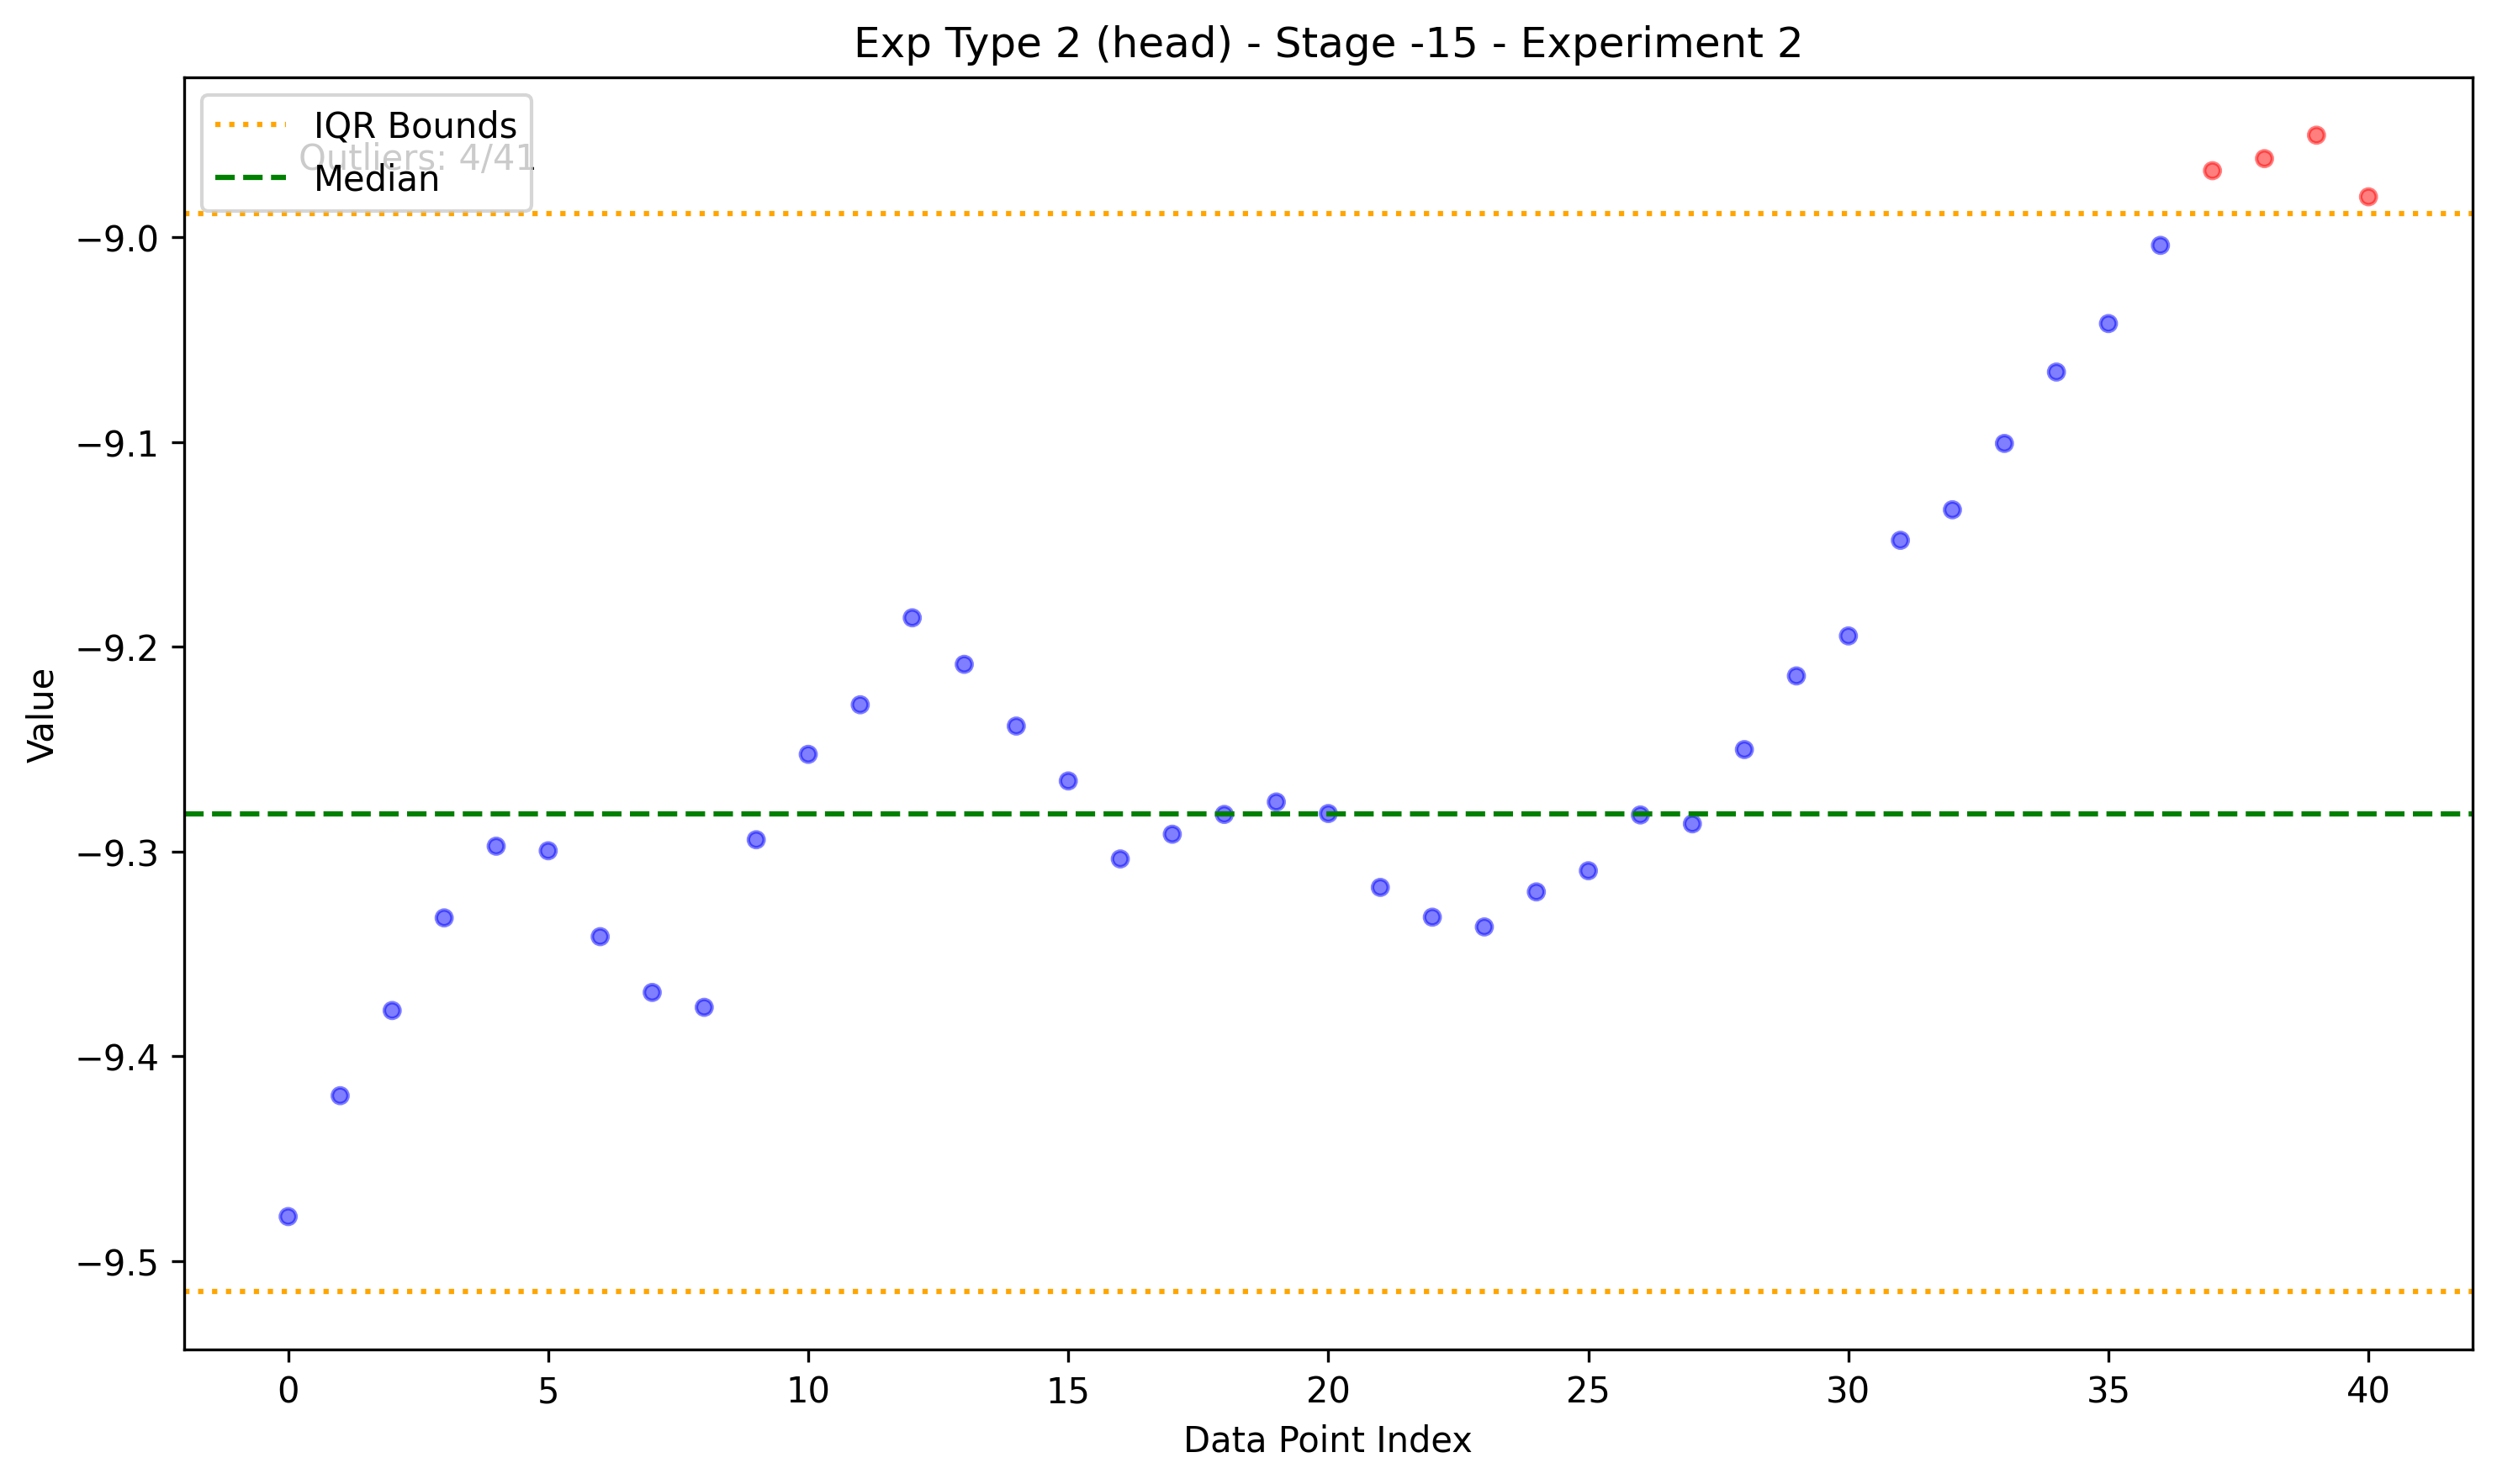 Exp Type 2 (head) - Stage -15 - Experiment 2
IQR Bounds
Outliers: 4/41
Median
−9.0
−9.1
−9.2
−9.3
−9.4
−9.5
Value
0 5 10 15 20 25 30 35 40
Data Point Index